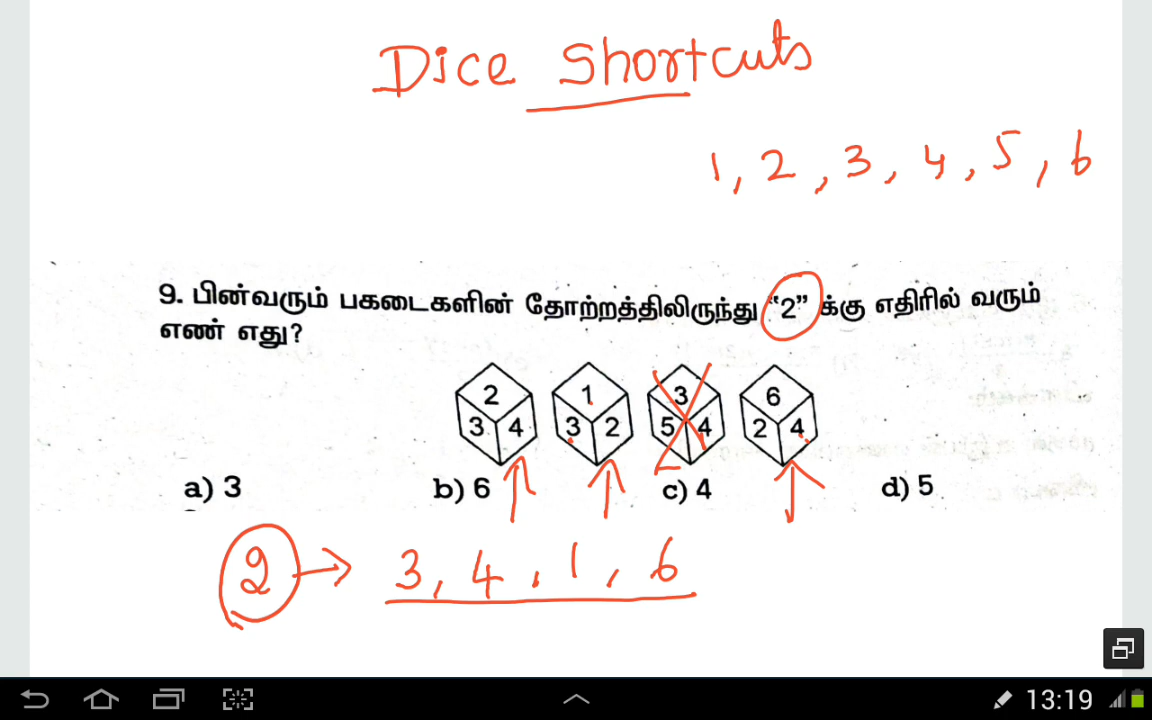 Dice Shortcuts
1, 2, 3, 4, 5, 6
9. பின்வரும் பகடைகளின் தோற்றத்திலிருந்து “2” க்கு எதிரில் வரும்
எண் எது?
2 1 3 6
3 4 3 2 5 4 2 4
a) 3 b) 6 c) 4 d) 5
2 → 3, 4, 1, 6
13:19